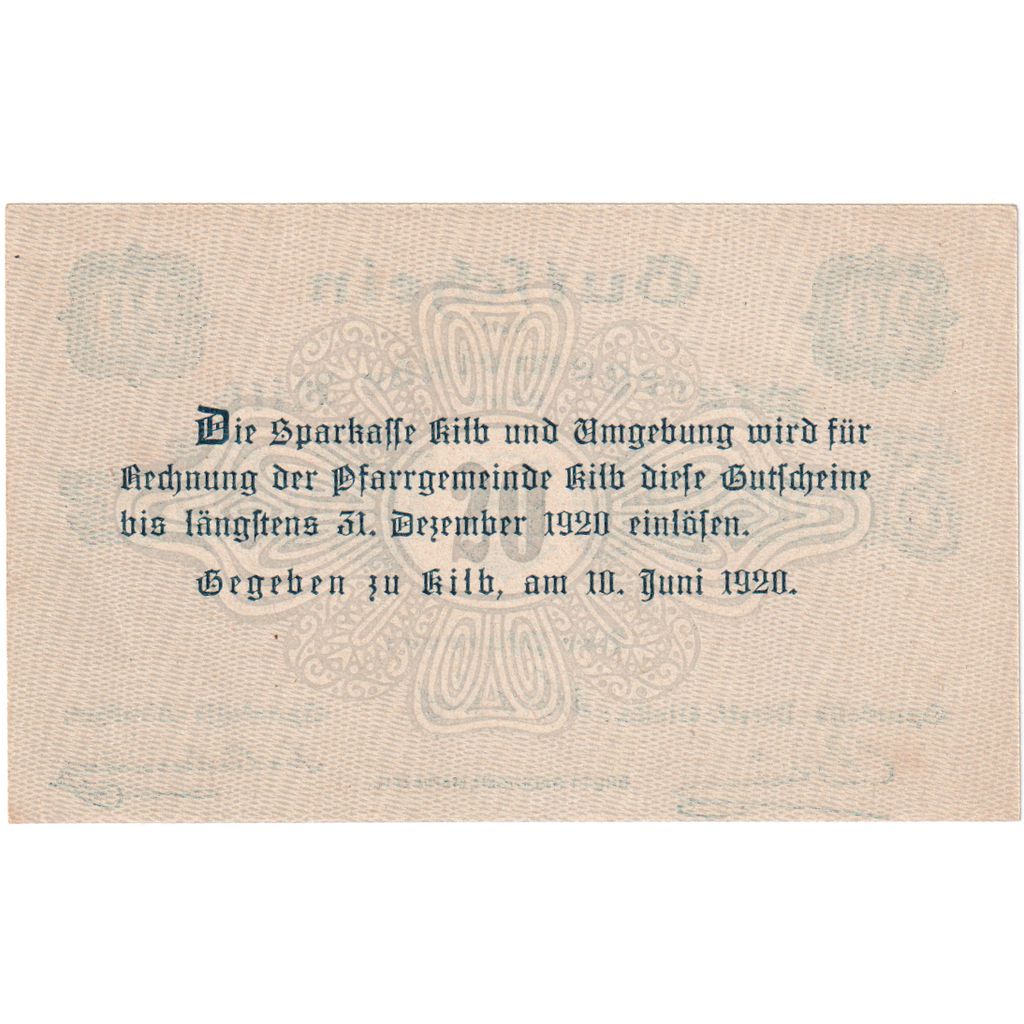 Die Sparkasse Kilb und Umgebung wird für
Rechnung der Pfarrgemeinde Kilb diese Gutscheine
bis längstens 31. Dezember 1920 einlösen.
20
Gegeben zu Kilb, am 10. Juni 1920.